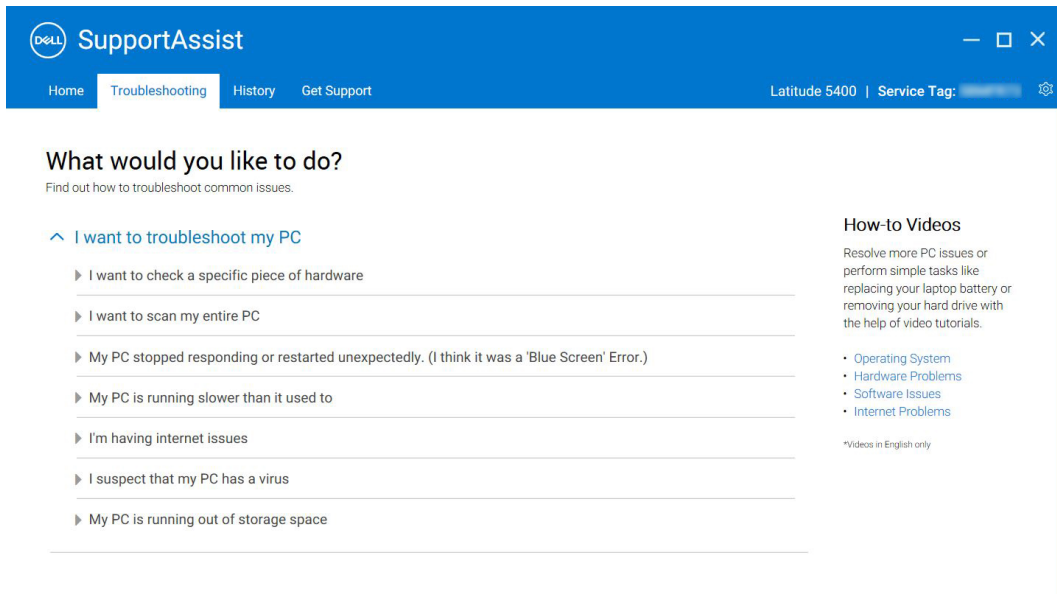 DELL SupportAssist
Home Troubleshooting History Get Support
Latitude 5400 | Service Tag:
What would you like to do?
Find out how to troubleshoot common issues.
I want to troubleshoot my PC
I want to check a specific piece of hardware
I want to scan my entire PC
My PC stopped responding or restarted unexpectedly. (I think it was a 'Blue Screen' Error.)
My PC is running slower than it used to
I'm having internet issues
I suspect that my PC has a virus
My PC is running out of storage space
How-to Videos
Resolve more PC issues or
perform simple tasks like
replacing your laptop battery or
removing your hard drive with
the help of video tutorials.
• Operating System
• Hardware Problems
• Software Issues
• Internet Problems
*Videos in English only